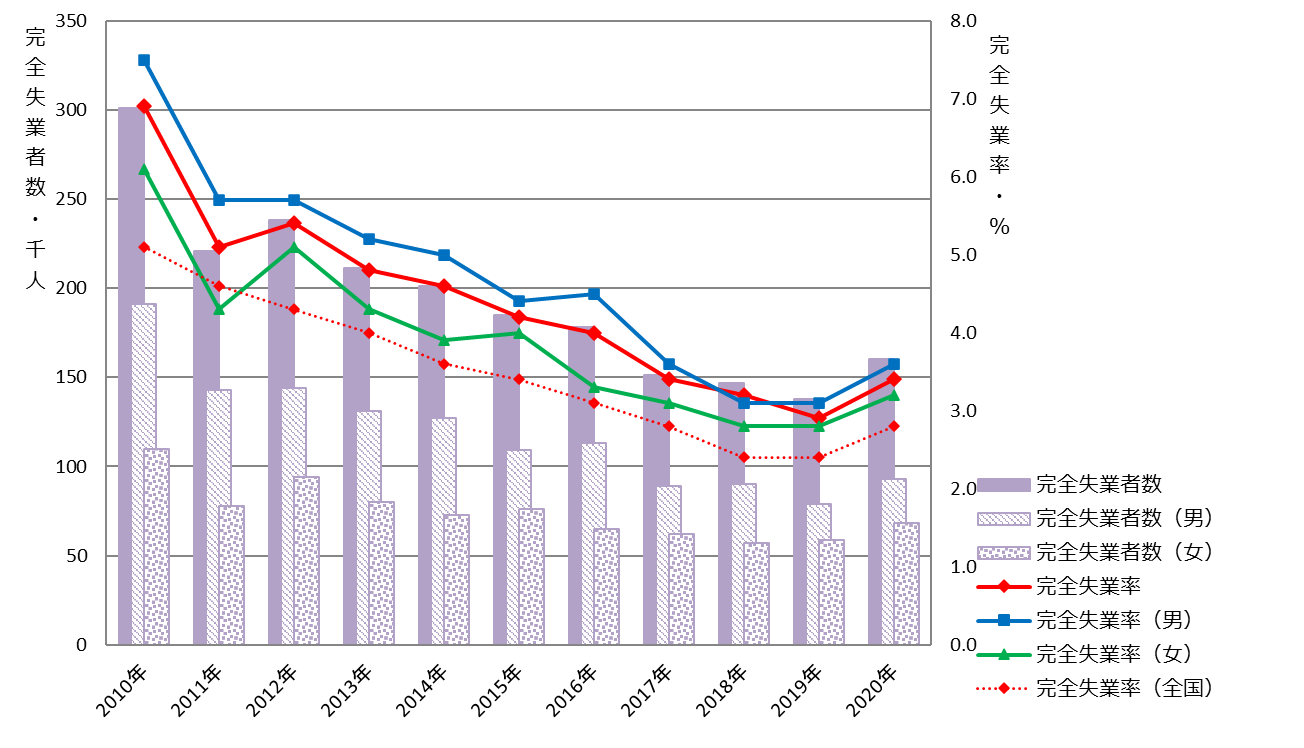 完全失業者数・千人
350
300
250
200
150
100
50
0
8.0
7.0
6.0
5.0
4.0
3.0
2.0
1.0
0.0
完全失業率・%
2010年
2011年
2012年
2013年
2014年
2015年
2016年
2017年
2018年
2019年
2020年
完全失業者数
完全失業者数（男）
完全失業者数（女）
完全失業率
完全失業率（男）
完全失業率（女）
完全失業率（全国）